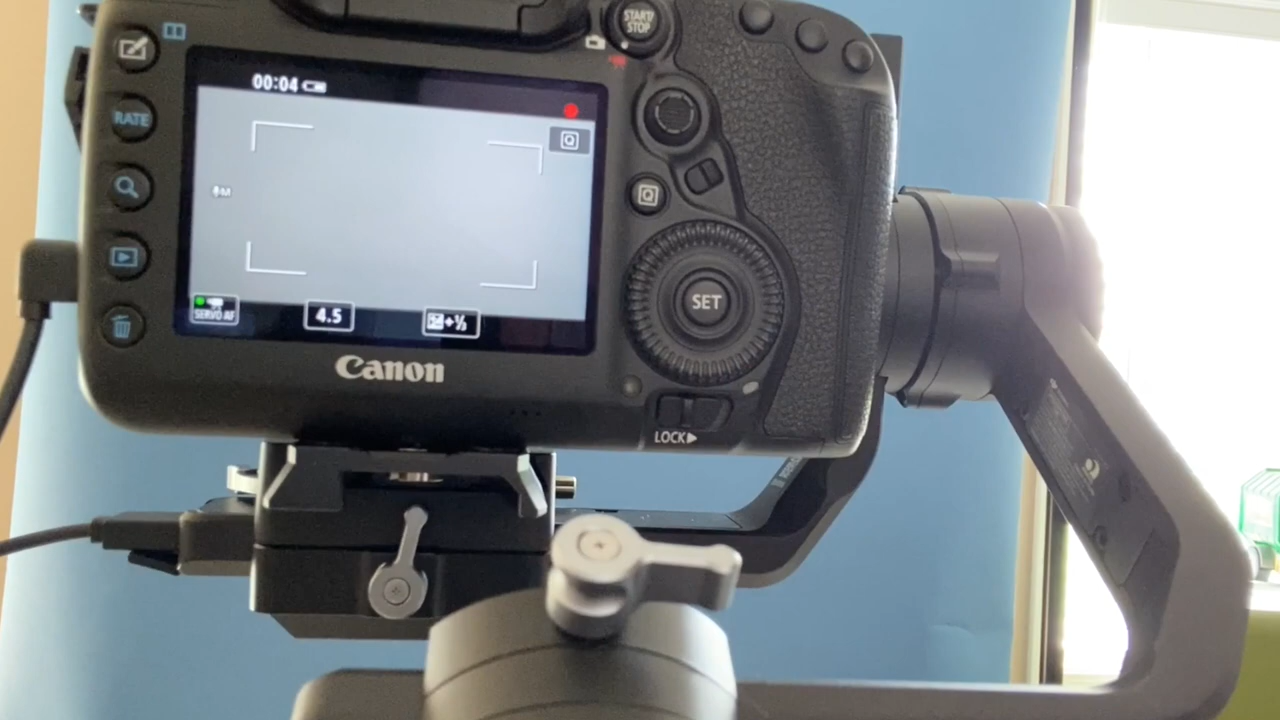 START/
STOP
00:04
RATE
Q
M
Q
SET
SERVO AF
4.5
+⅓
Canon
LOCK▶